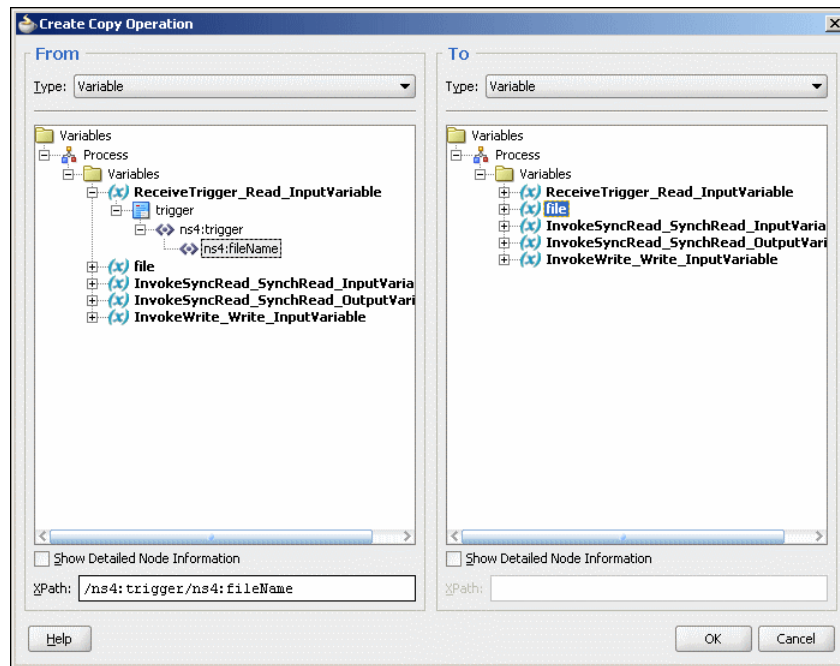 Create Copy Operation
From
Type: Variable
Variables
Process
Variables
ReceiveTrigger_Read_InputVariable
trigger
ns4:trigger
ns4:fileName
file
InvokeSyncRead_SynchRead_InputVaria
InvokeSyncRead_SynchRead_OutputVari
InvokeWrite_Write_InputVariable
Show Detailed Node Information
XPath: /ns4:trigger/ns4:fileName
To
Type: Variable
Variables
Process
Variables
ReceiveTrigger_Read_InputVariable
file
InvokeSyncRead_SynchRead_InputVaria
InvokeSyncRead_SynchRead_OutputVari
InvokeWrite_Write_InputVariable
Show Detailed Node Information
XPath:
Help
OK
Cancel